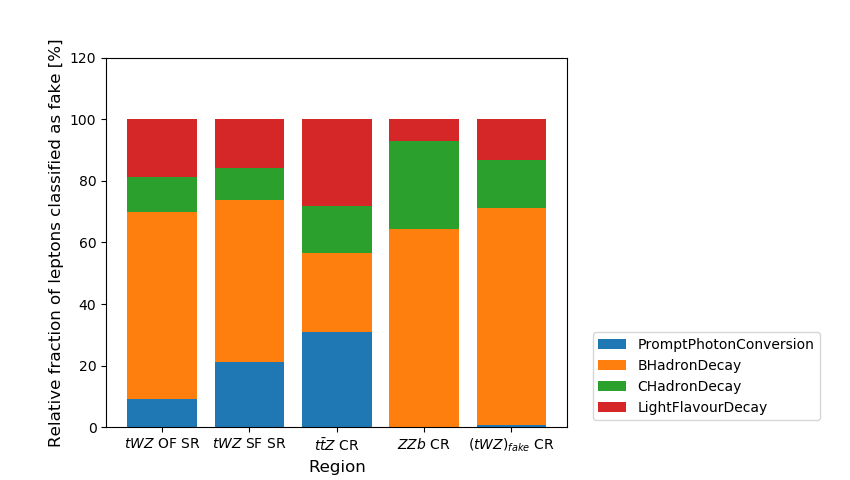 Relative fraction of leptons classified as fake [%]
120
100
80
60
40
20
0
tWZ OF SR
tWZ SF SR
tt̄Z CR
ZZb CR
(tWZ)fake CR
Region
PromptPhotonConversion
BHadronDecay
CHadronDecay
LightFlavourDecay